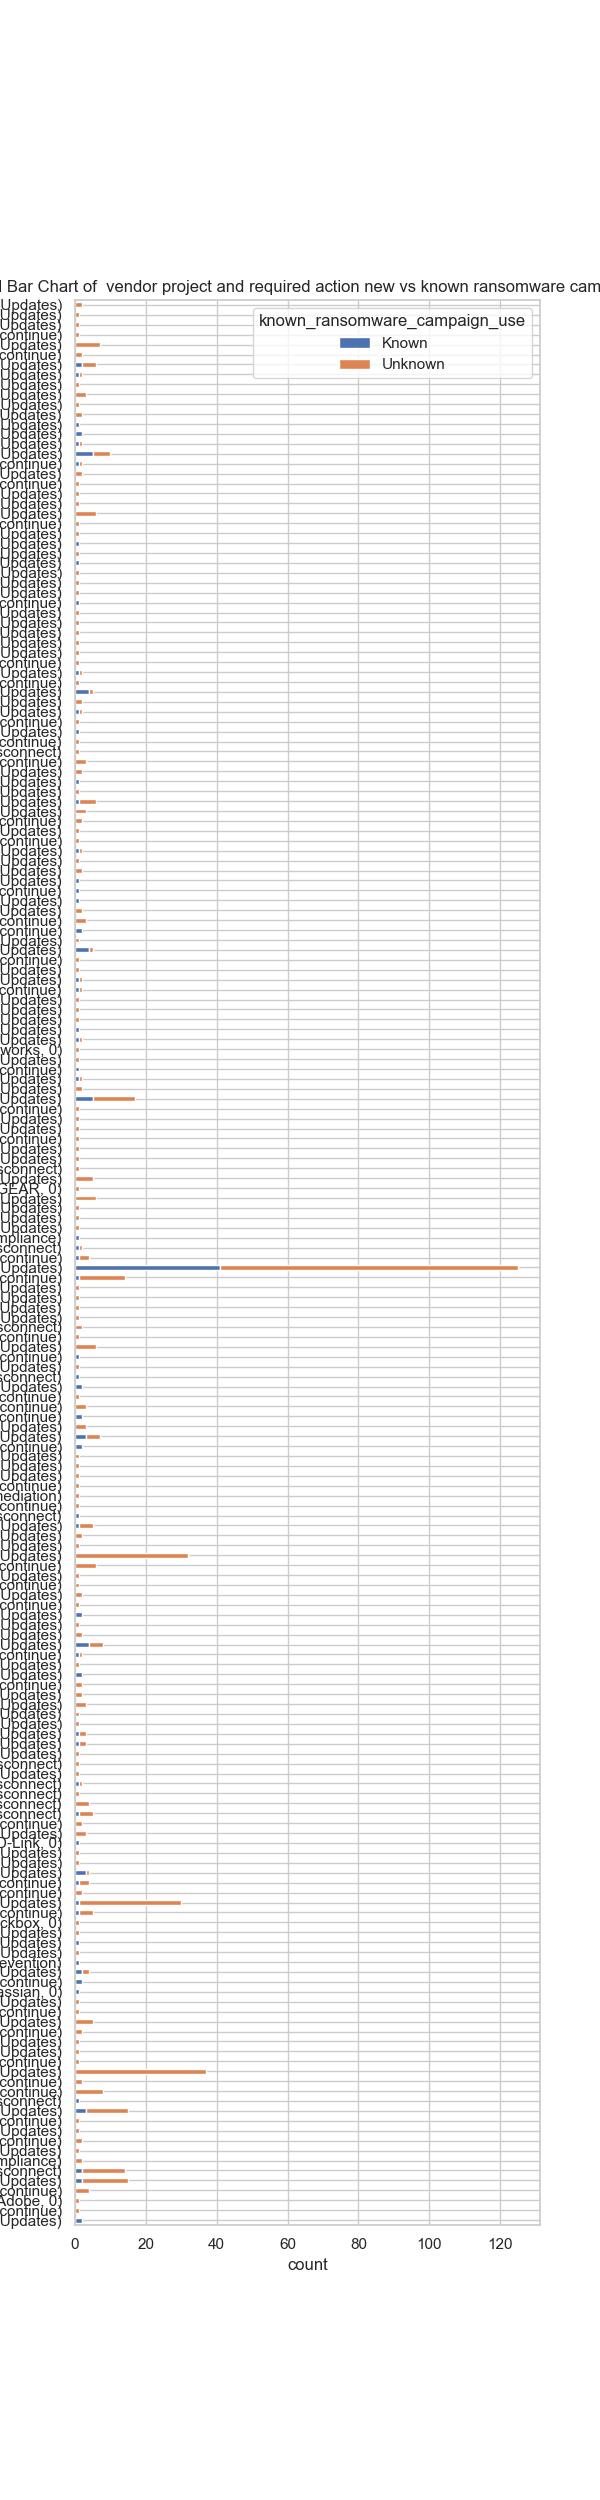 l Bar Chart of  vendor project and required action new vs known ransomware cam
known_ransomware_campaign_use
Known
Unknown
Updates)
Updates)
Updates)
continue)
Updates)
continue)
Updates)
Updates)
Updates)
Updates)
Updates)
Updates)
Updates)
Updates)
Updates)
Updates)
continue)
Updates)
continue)
Updates)
Updates)
Updates)
continue)
Updates)
Updates)
Updates)
Updates)
Updates)
Updates)
Updates)
continue)
Updates)
Updates)
Updates)
Updates)
Updates)
continue)
Updates)
continue)
Updates)
Updates)
Updates)
continue)
Updates)
continue)
sconnect)
continue)
Updates)
Updates)
Updates)
Updates)
Updates)
continue)
Updates)
continue)
Updates)
Updates)
Updates)
Updates)
continue)
Updates)
Updates)
continue)
continue)
Updates)
Updates)
continue)
Updates)
Updates)
continue)
Updates)
Updates)
Updates)
Updates)
Updates)
works, 0)
Updates)
continue)
Updates)
Updates)
Updates)
continue)
Updates)
Updates)
continue)
Updates)
Updates)
sconnect)
Updates)
GEAR, 0)
Updates)
Updates)
Updates)
Updates)
mpliance)
sconnect)
continue)
Updates)
continue)
Updates)
Updates)
Updates)
Updates)
sconnect)
continue)
Updates)
continue)
Updates)
sconnect)
Updates)
continue)
continue)
continue)
Updates)
Updates)
continue)
Updates)
Updates)
Updates)
continue)
mediation)
continue)
sconnect)
Updates)
Updates)
Updates)
Updates)
continue)
Updates)
continue)
Updates)
continue)
Updates)
Updates)
Updates)
Updates)
continue)
Updates)
Updates)
continue)
Updates)
Updates)
Updates)
Updates)
Updates)
Updates)
Updates)
sconnect)
Updates)
sconnect)
sconnect)
sconnect)
sconnect)
continue)
Updates)
D-Link, 0)
Updates)
Updates)
Updates)
continue)
continue)
Updates)
continue)
ckbox, 0)
Updates)
Updates)
Updates)
evention)
Updates)
continue)
assian, 0)
Updates)
continue)
Updates)
continue)
Updates)
Updates)
continue)
Updates)
continue)
continue)
sconnect)
Updates)
continue)
Updates)
continue)
Updates)
mpliance)
sconnect)
Updates)
continue)
Adobe, 0)
continue)
Updates)
0 20 40 60 80 100 120
count